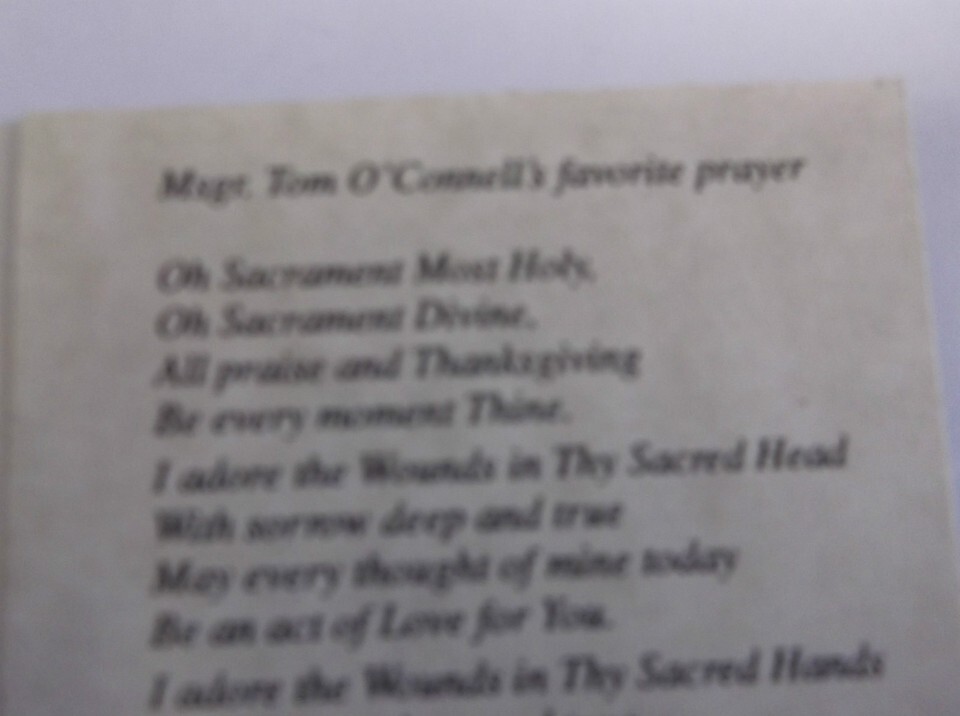 Msgr. Tom O'Connell's favorite prayer
Oh Sacrament Most Holy,
Oh Sacrament Divine,
All praise and Thanksgiving
Be every moment Thine.
I adore the Wounds in Thy Sacred Head
With sorrow deep and true
May every thought of mine today
Be an act of Love for You.
I adore the Wounds in Thy Sacred Hands